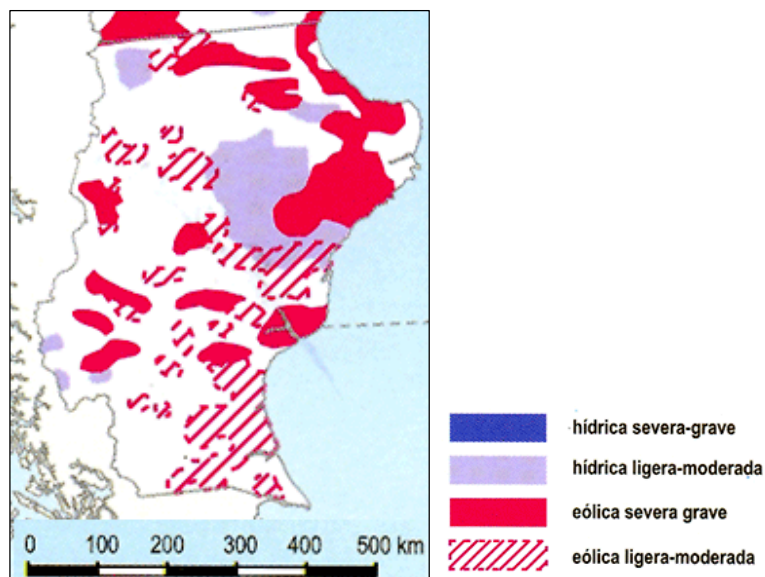 hídrica severa-grave
hídrica ligera-moderada
eólica severa grave
eólica ligera-moderada
0 100 200 300 400 500 km